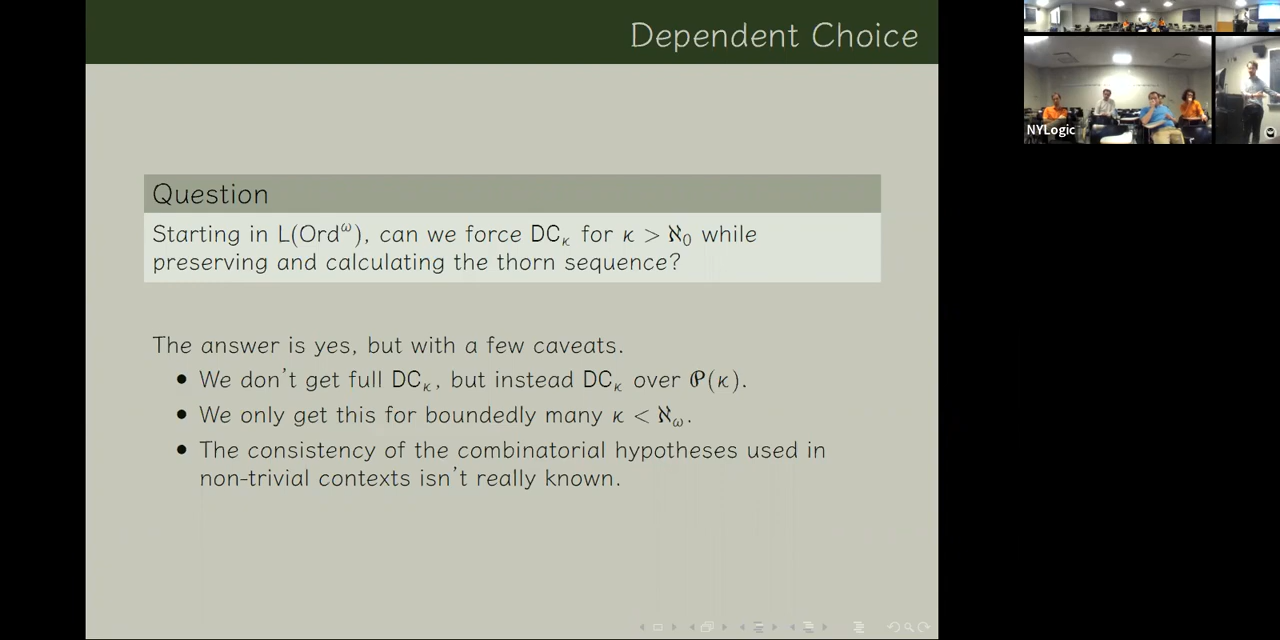 Dependent Choice
Question
Starting in L(Ord^ω), can we force DC_κ for κ > ℵ₀ while
preserving and calculating the thorn sequence?
The answer is yes, but with a few caveats.
• We don't get full DC_κ, but instead DC_κ over 𝒫(κ).
• We only get this for boundedly many κ < ℵ_ω.
• The consistency of the combinatorial hypotheses used in
non-trivial contexts isn't really known.
NYLogic